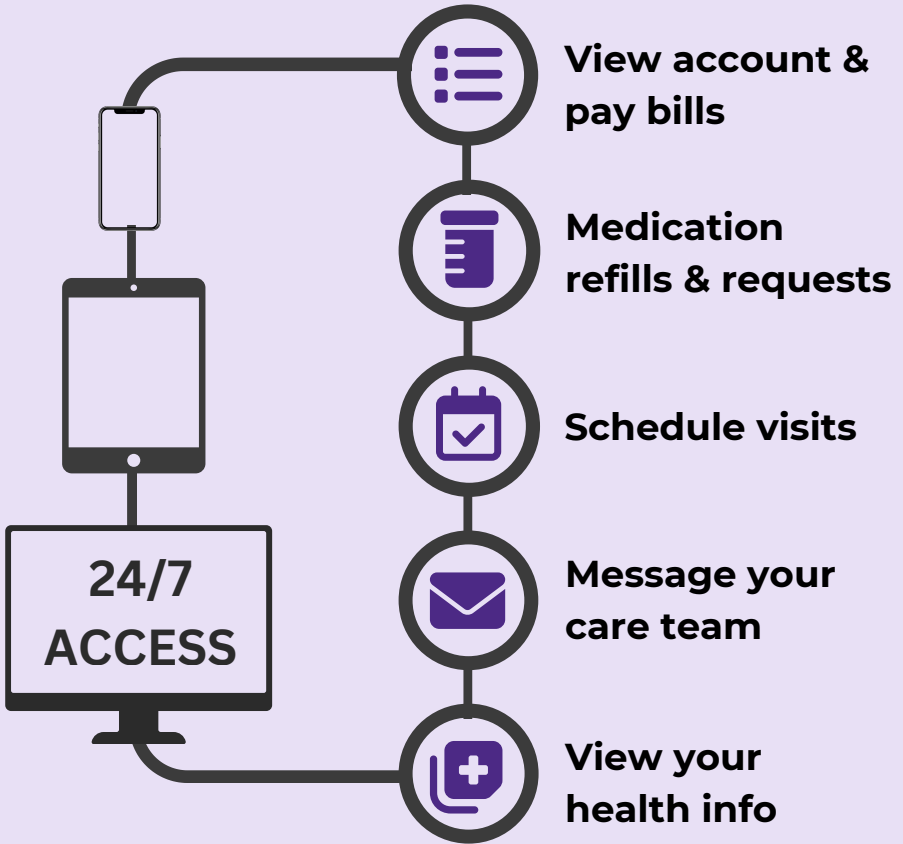 View account &
pay bills
Medication
refills & requests
Schedule visits
24/7
ACCESS
Message your
care team
View your
health info